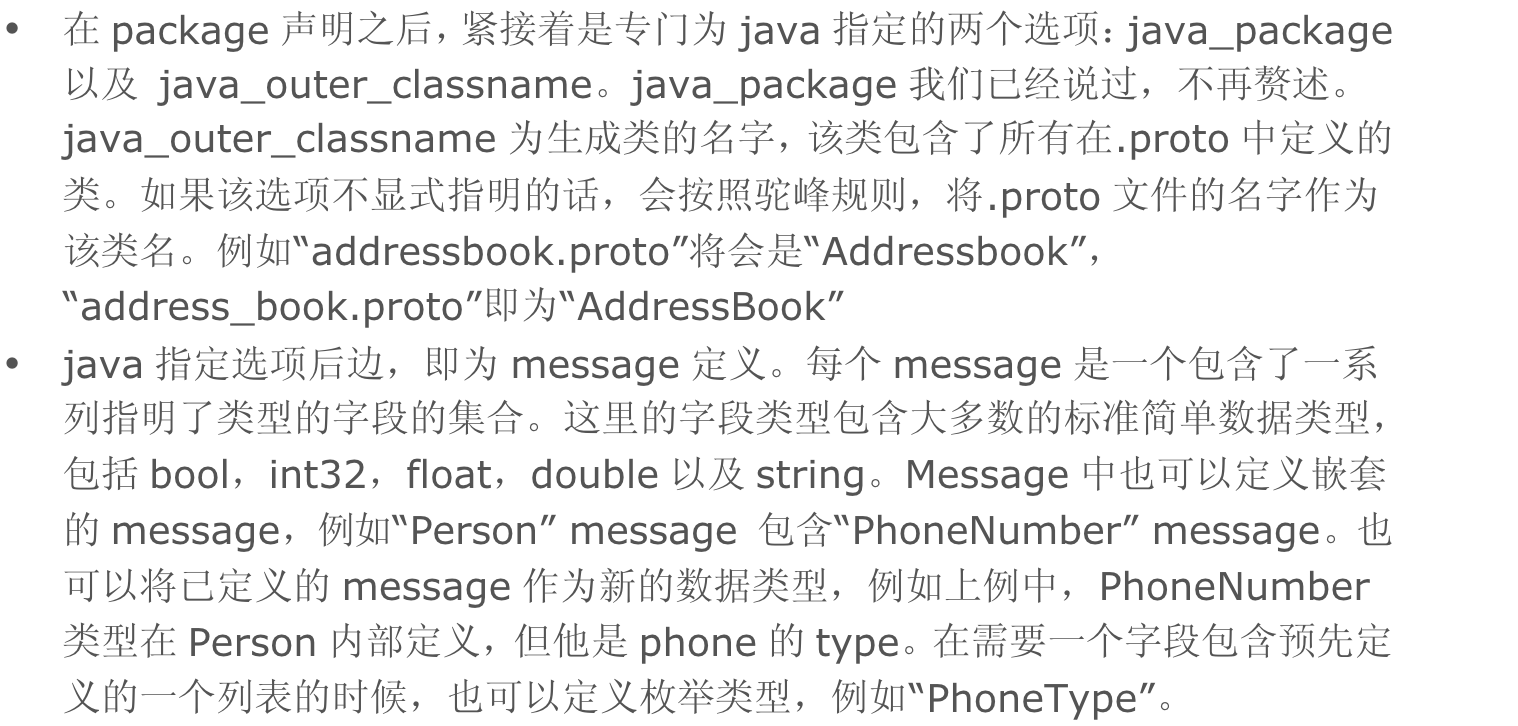 • 在 package 声明之后，紧接着是专门为 java 指定的两个选项：java_package
以及 java_outer_classname。java_package 我们已经说过，不再赘述。
java_outer_classname 为生成类的名字，该类包含了所有在.proto 中定义的
类。如果该选项不显式指明的话，会按照驼峰规则，将.proto 文件的名字作为
该类名。例如“addressbook.proto”将会是“Addressbook”，
“address_book.proto”即为“AddressBook”
• java 指定选项后边，即为 message 定义。每个 message 是一个包含了一系
列指明了类型的字段的集合。这里的字段类型包含大多数的标准简单数据类型，
包括 bool，int32，float，double 以及 string。Message 中也可以定义嵌套
的 message，例如“Person” message 包含“PhoneNumber” message。也
可以将已定义的 message 作为新的数据类型，例如上例中，PhoneNumber
类型在 Person 内部定义，但他是 phone 的 type。在需要一个字段包含预先定
义的一个列表的时候，也可以定义枚举类型，例如“PhoneType”。